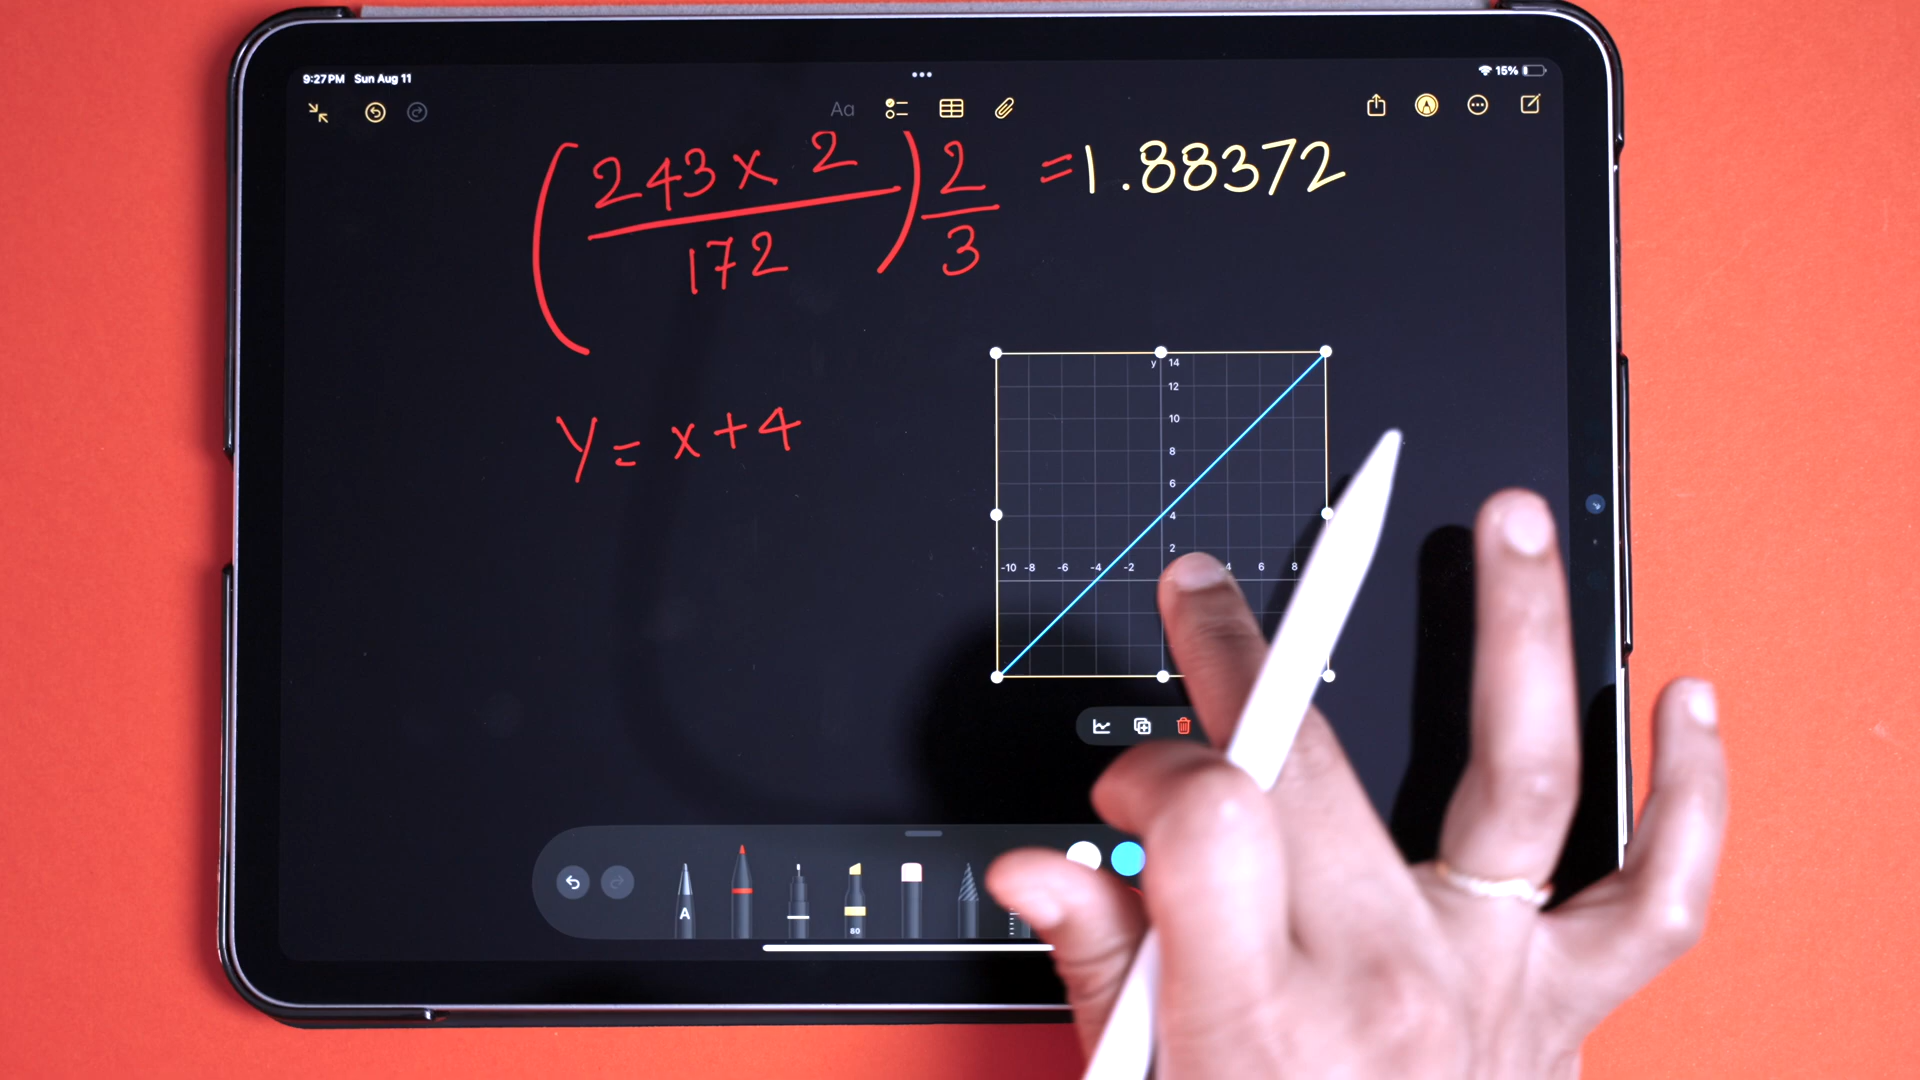 9:27 PM Sun Aug 11
15%
Aa
(243 x 2 / 172) 2/3 = 1.88372
y
14
12
10
Y = x+4
8
6
4
2
-10 -8 -6 -4 -2 4 6 8
A
80